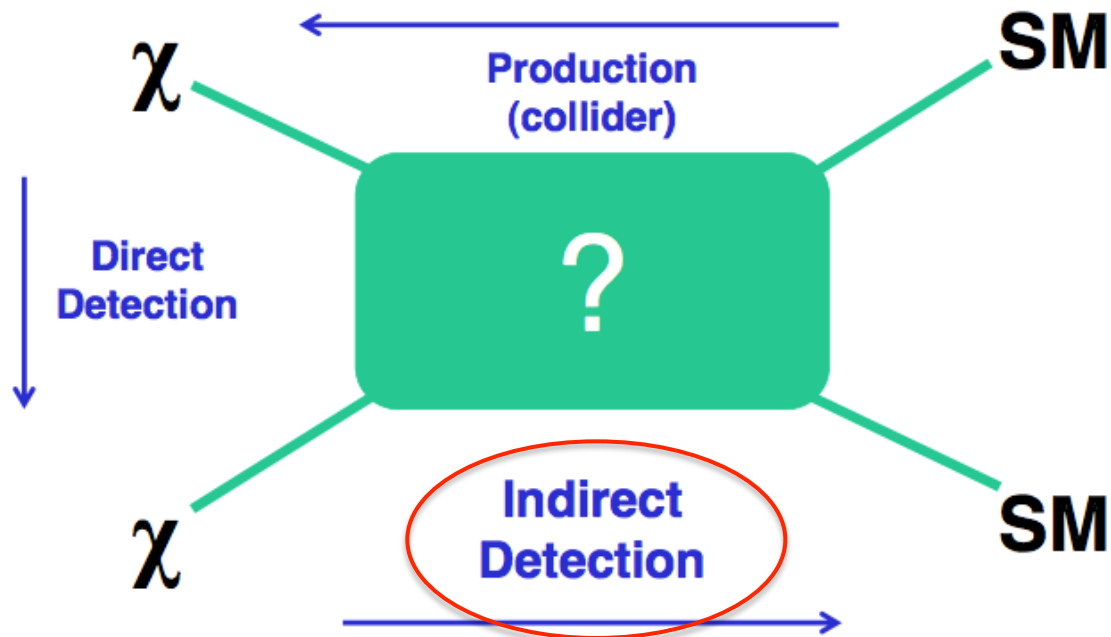 χ
SM
Production
(collider)
Direct
Detection
?
Indirect
Detection
χ
SM